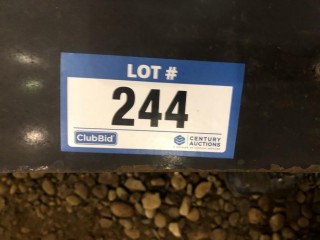 LOT #
244
ClubBid
CENTURY
AUCTIONS